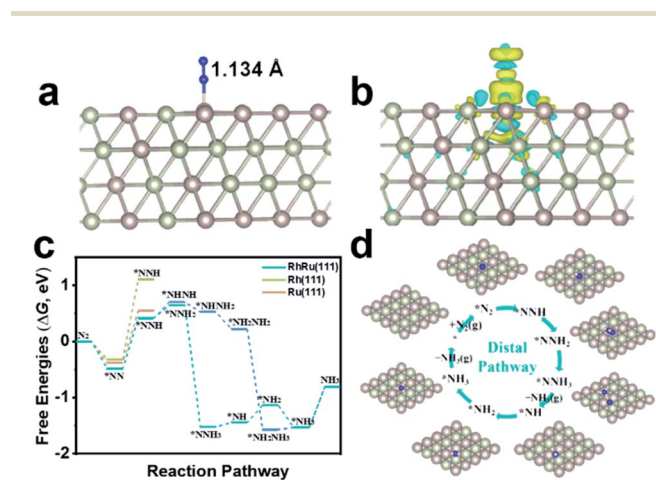 a
1.134 Å
b
c
Free Energies (ΔG, eV)
1
0
-1
-2
RhRu(111)
Rh(111)
Ru(111)
N₂
*NN
*NNH
*NNH
*NHNH
*NNH₂
*NHNH₂
*NH₂NH₂
*NNH₃
*NH
*NH₂
*NH₂NH₃
*NH₃
NH₃
Reaction Pathway
d
Distal
Pathway
*N₂
*NNH
*NNH₂
*NNH₃
−NH₃(g)
*NH
*NH₂
*NH₃
−NH₃(g)
*
+N₂(g)